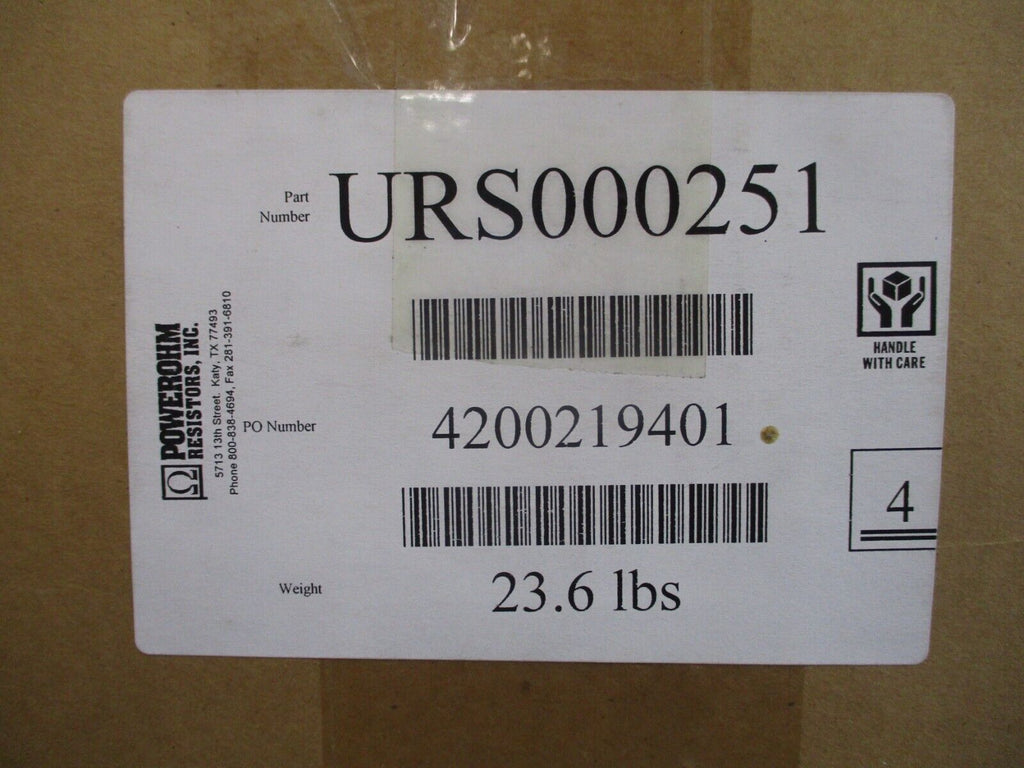 Part
Number
URS000251
POWEROHM
RESISTORS, INC.
5713 13th Street. Katy, TX 77493
Phone 800-838-4694, Fax 281-391-6810
HANDLE
WITH CARE
PO Number
4200219401
4
Weight
23.6 lbs